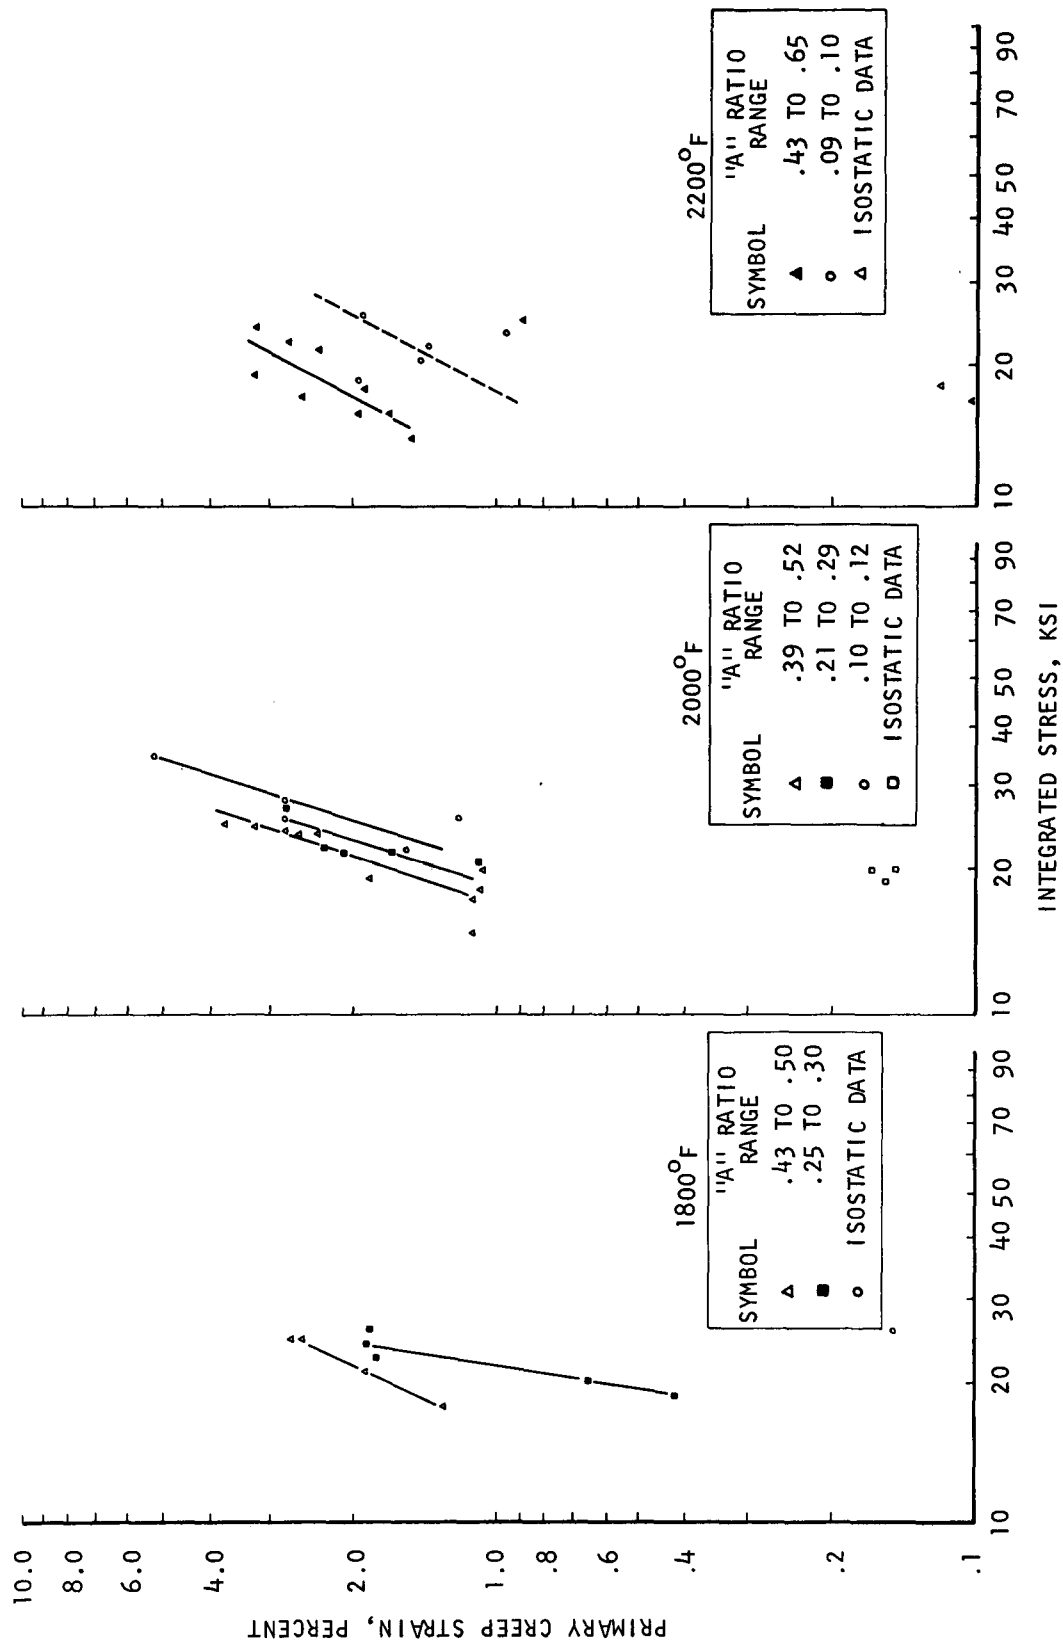 PRIMARY CREEP STRAIN, PERCENT
10.0
8.0
6.0
4.0
2.0
1.0
.8
.6
.4
.2
.1
1800°F
SYMBOL "A" RATIO RANGE
△ .43 TO .50
■ .25 TO .30
○ ISOSTATIC DATA
10 20 30 40 50 70 90
2000°F
SYMBOL "A" RATIO RANGE
△ .39 TO .52
■ .21 TO .29
○ .10 TO .12
□ ISOSTATIC DATA
10 20 30 40 50 70 90
2200°F
SYMBOL "A" RATIO RANGE
▲ .43 TO .65
○ .09 TO .10
△ ISOSTATIC DATA
10 20 30 40 50 70 90
INTEGRATED STRESS, KSI